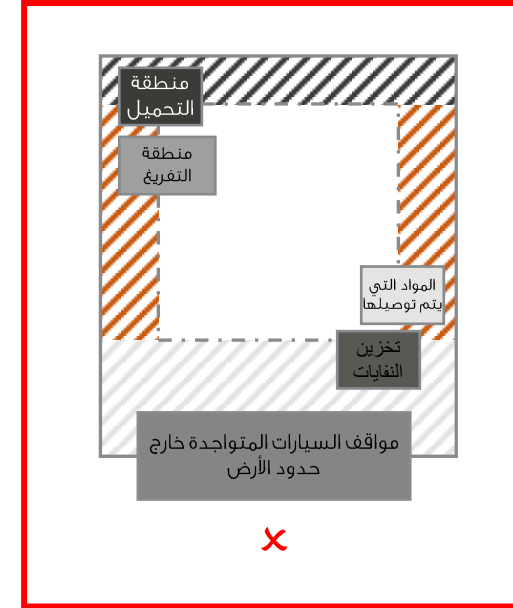 منطقة
التحميل
منطقة
التفريغ
المواد التي
يتم توصيلها
تخزين
النفايات
مواقف السيارات المتواجدة خارج
حدود الأرض